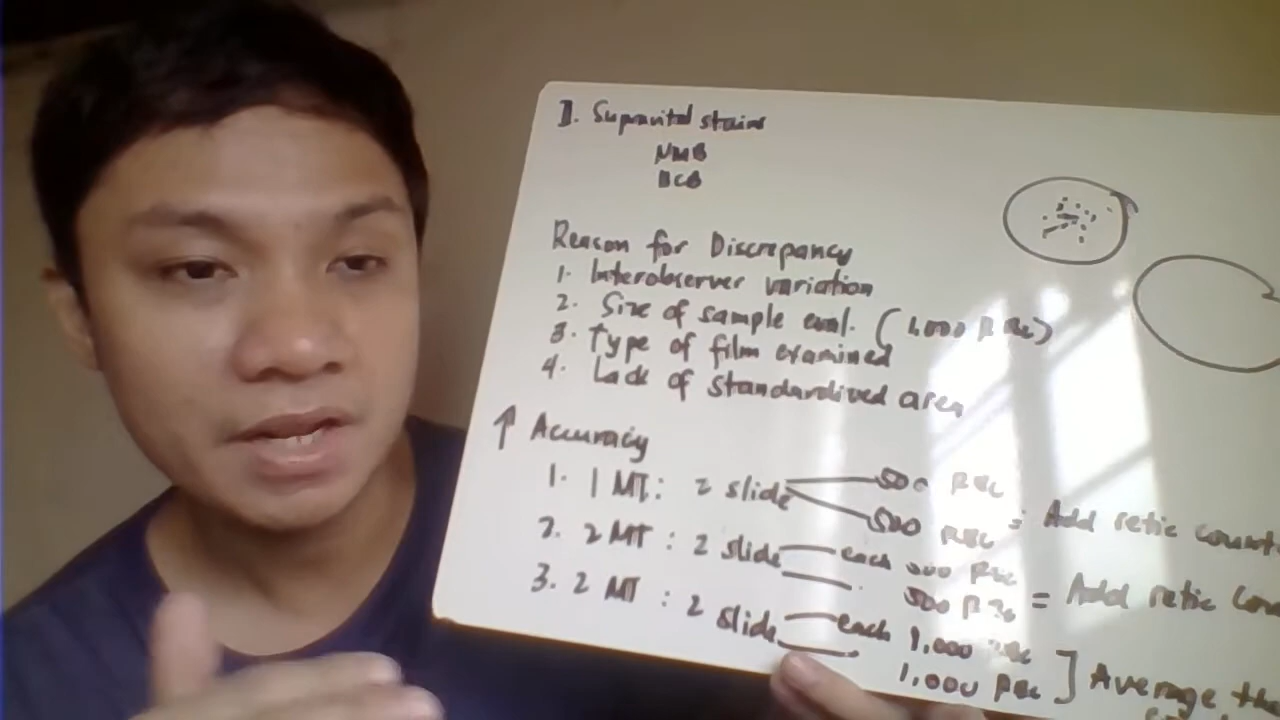 I. Supravital stains
NMB
BCB
Reason for Discrepancy
1. Interobserver variation
2. Size of sample eval. (1,000 RBC)
3. Type of film examined
4. Lack of standardized area
↑ Accuracy
1. 1 MT: 2 slide 500 RBC
500 RBC = Add retic count
2. 2 MT : 2 slide each 500 RBC
500 RBC = Add retic
3. 2 MT : 2 slide each 1,000 RBC
1,000 RBC ] Average the